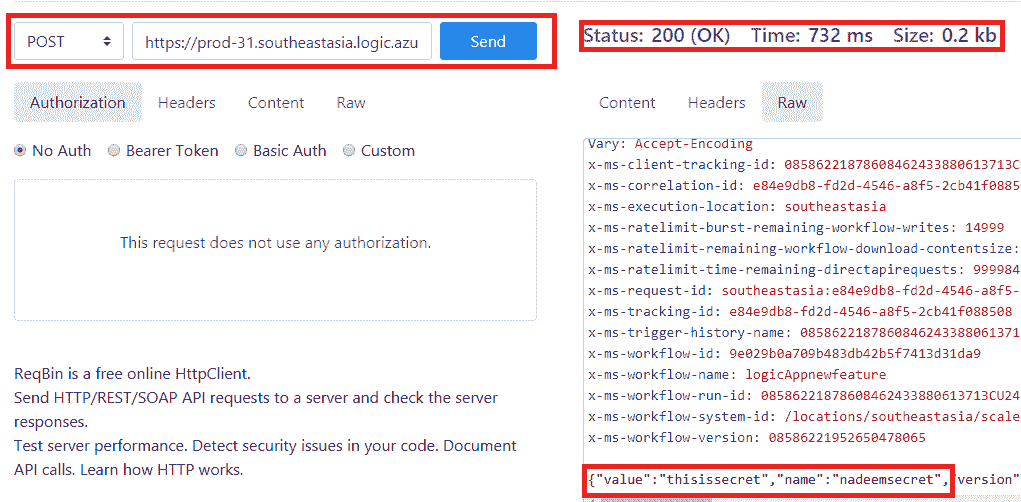 POST https://prod-31.southeastasia.logic.azu Send
Status: 200 (OK) Time: 732 ms Size: 0.2 kb
Authorization Headers Content Raw
No Auth Bearer Token Basic Auth Custom
This request does not use any authorization.
ReqBin is a free online HttpClient.
Send HTTP/REST/SOAP API requests to a server and check the server
responses.
Test server performance. Detect security issues in your code. Document
API calls. Learn how HTTP works.
Content Headers Raw
Vary: Accept-Encoding
x-ms-client-tracking-id: 08586221878608462433880613713C
x-ms-correlation-id: e84e9db8-fd2d-4546-a8f5-2cb41f0885
x-ms-execution-location: southeastasia
x-ms-ratelimit-burst-remaining-workflow-writes: 14999
x-ms-ratelimit-remaining-workflow-download-contentsize:
x-ms-ratelimit-time-remaining-directapirequests: 999984
x-ms-request-id: southeastasia:e84e9db8-fd2d-4546-a8f5-
x-ms-tracking-id: e84e9db8-fd2d-4546-a8f5-2cb41f088508
x-ms-trigger-history-name: 0858622187860846243388061371
x-ms-workflow-id: 9e029b0a709b483db42b5f7413d31da9
x-ms-workflow-name: logicAppnewfeature
x-ms-workflow-run-id: 08586221878608462433880613713CU24
x-ms-workflow-system-id: /locations/southeastasia/scale
x-ms-workflow-version: 08586221952650478065
{"value":"thisissecret","name":"nadeemsecret","version"